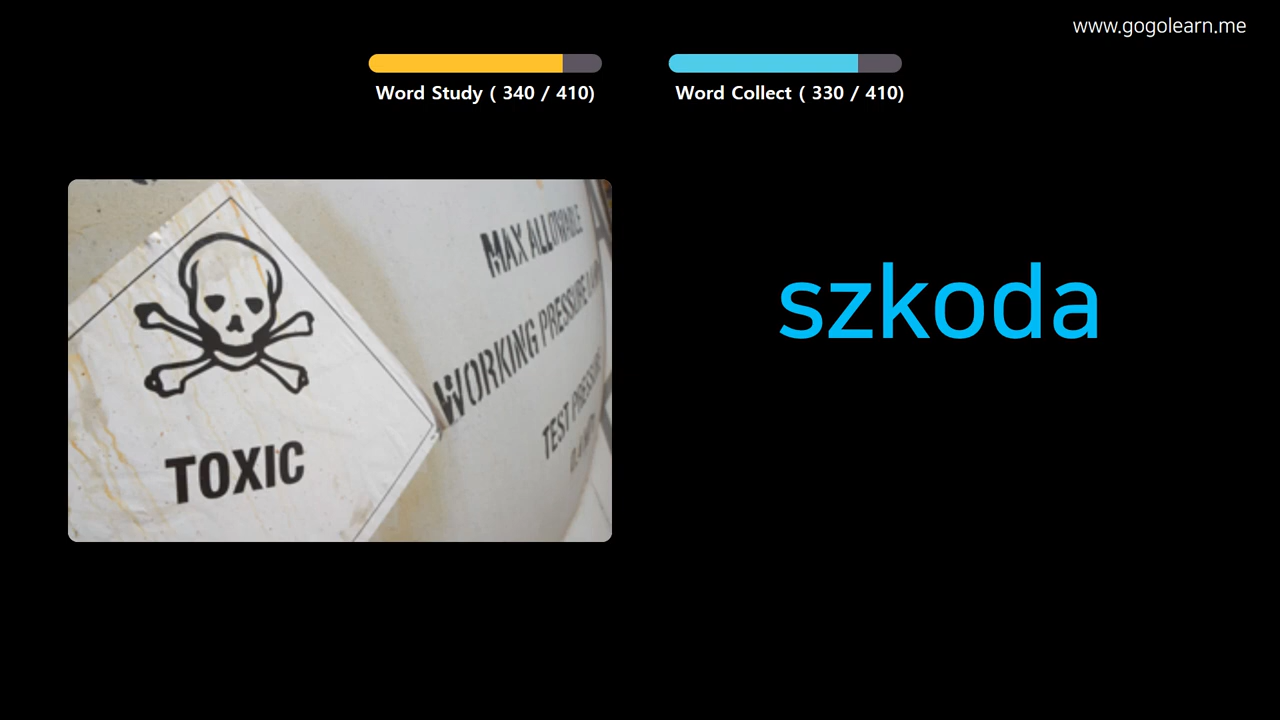 www.gogolearn.me
Word Study ( 340 / 410)
Word Collect ( 330 / 410)
MAX ALLOWABLE
WORKING PRESSURE
TEST PRESSURE
TOXIC
szkoda